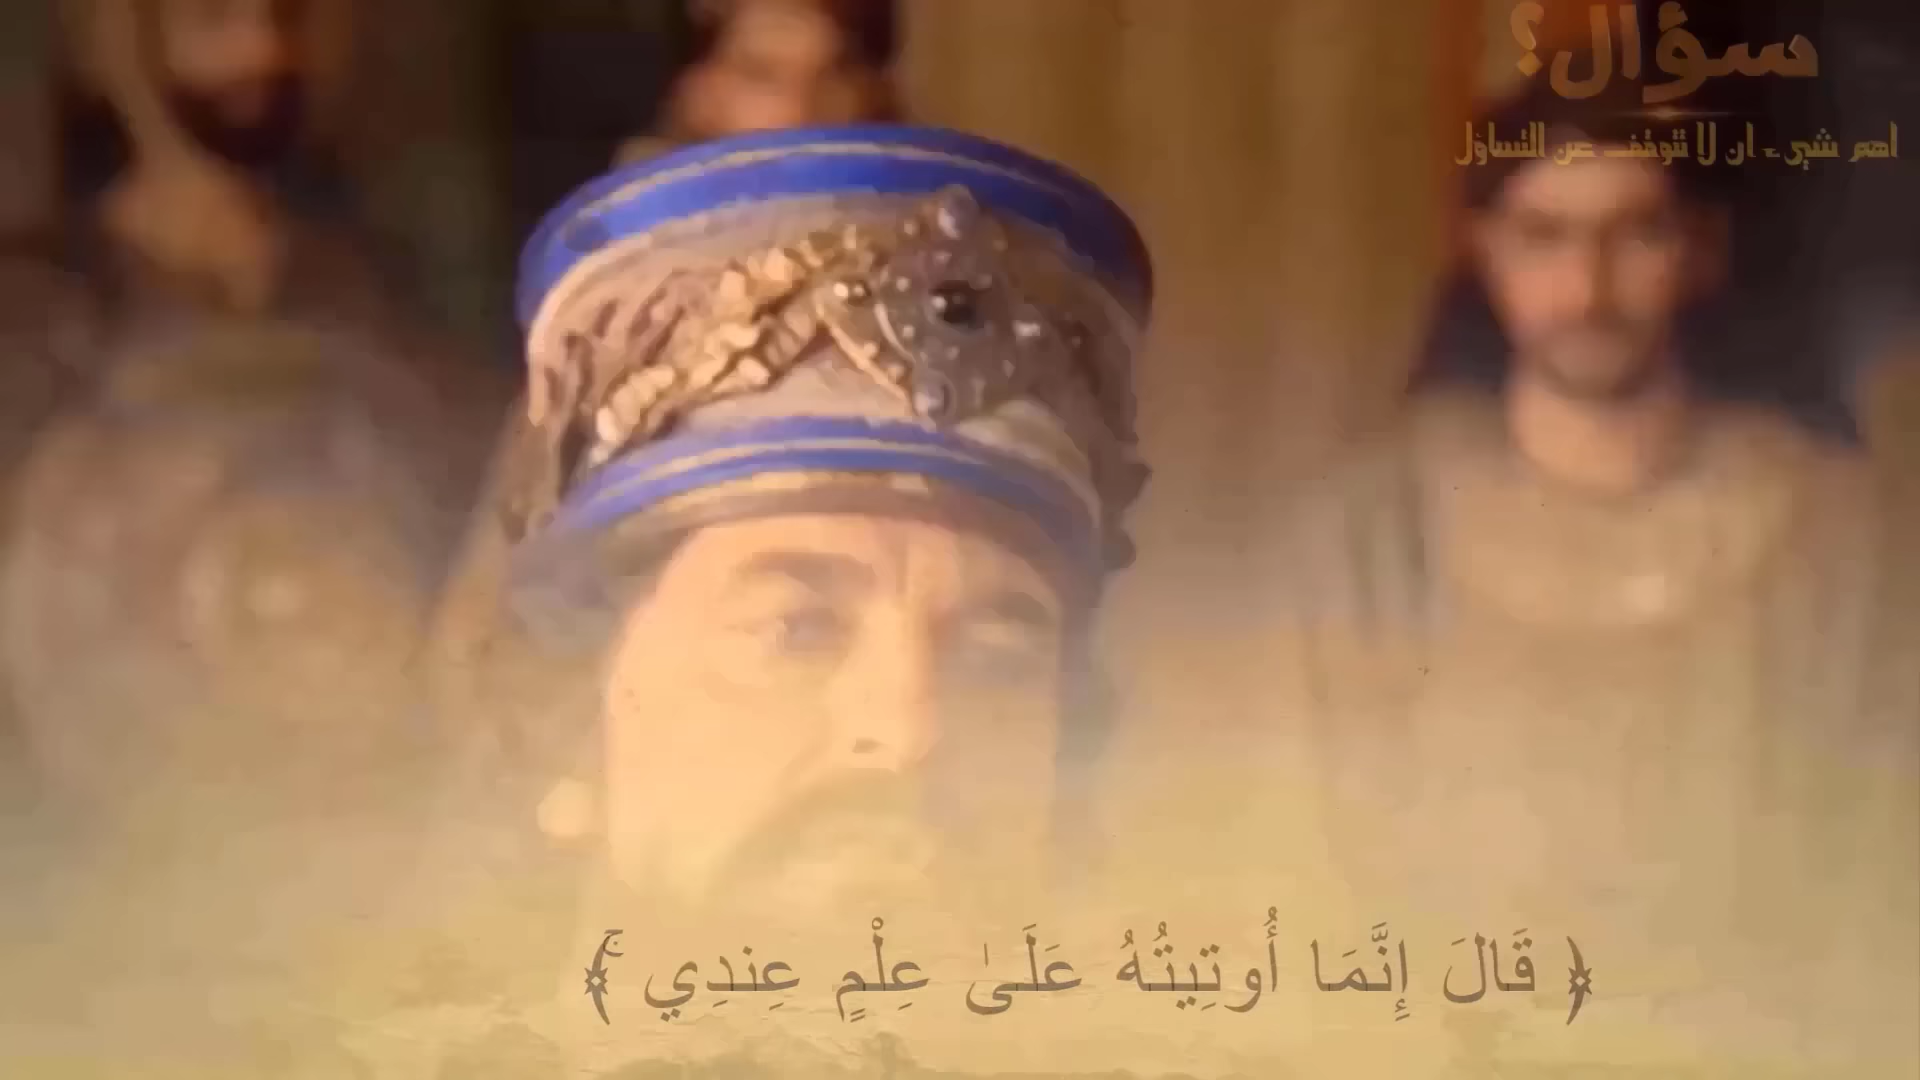 سؤال؟
اهم شيء ان لا تتوقف عن التساؤل
﴿ قَالَ إِنَّمَا أُوتِيتُهُ عَلَىٰ عِلْمٍ عِندِي ۚ ﴾